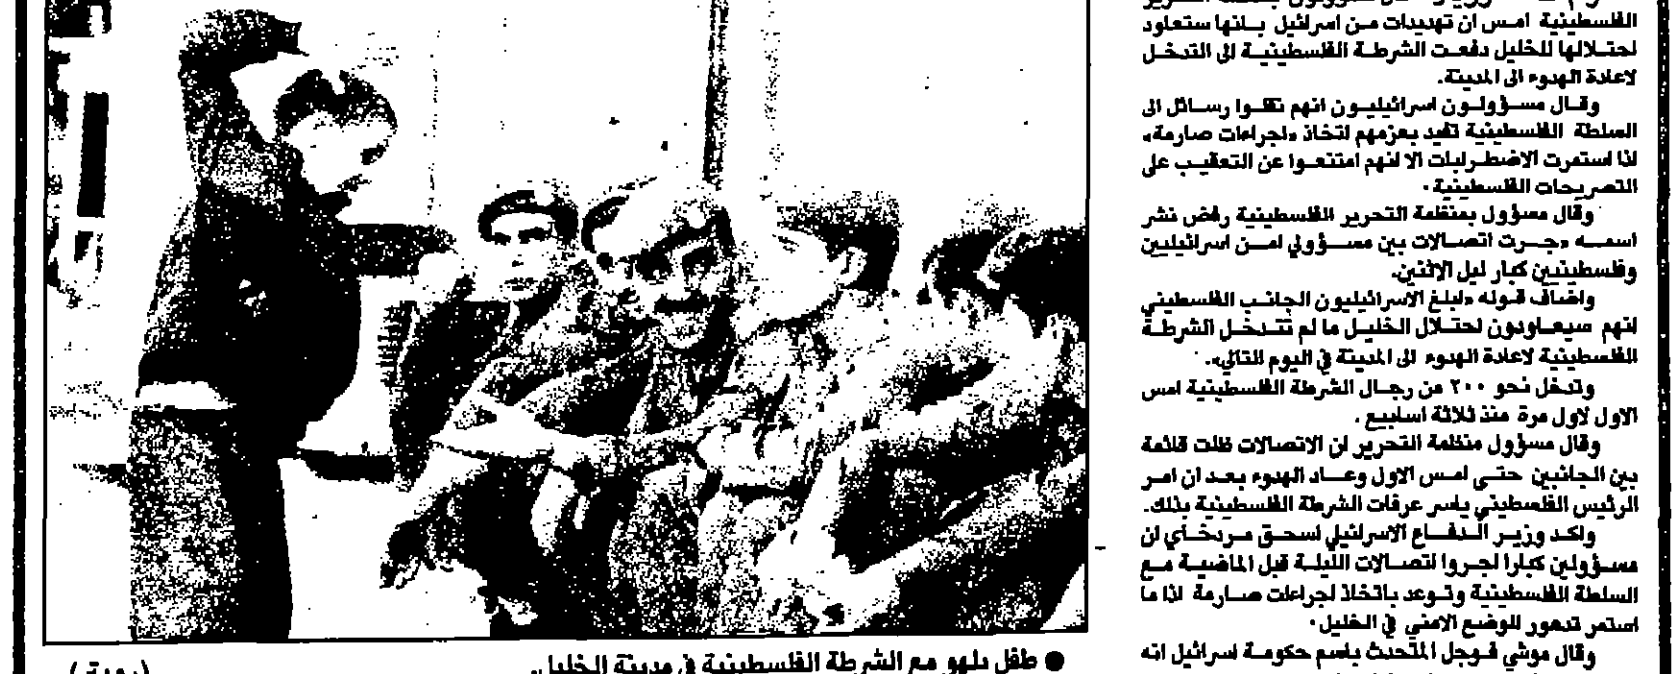 الفلسطينية امس ان تهديدات من اسرائيل بأنها ستعاود
احتلالها للخليل دفعت الشرطة الفلسطينية الى التدخل
لاعادة الهدوء الى المدينة.
وقال مسؤولون اسرائيليون انهم نقلوا رسائل الى
السلطة الفلسطينية تفيد بعزمهم اتخاذ «اجراءات صارمة»
اذا استمرت الاضطرابات الا انهم امتنعوا عن التعقيب على
التصريحات الفلسطينية.
وقال مسؤول بمنظمة التحرير الفلسطينية رفض نشر
اسمه «جرت اتصالات بين مسؤولي امن اسرائيليين
وفلسطينيين كبار ليل الاثنين.
واضاف قوله «ابلغ الاسرائيليون الجانب الفلسطيني
انهم سيعاودون احتلال الخليل ما لم تتدخل الشرطة
الفلسطينية لاعادة الهدوء الى المدينة في اليوم التالي».
وتدخل نحو ٢٠٠ من رجال الشرطة الفلسطينية امس
الاول لاول مرة منذ ثلاثة اسابيع.
وقال مسؤول منظمة التحرير ان الاتصالات ظلت قائمة
بين الجانبين حتى امس الاول وعاد الهدوء بعد ان امر
الرئيس الفلسطيني ياسر عرفات الشرطة الفلسطينية بذلك.
واكد وزير الدفاع الاسرائيلي اسحق مردخاي ان
مسؤولين كبارا اجروا اتصالات الليلة قبل الماضية مع
السلطة الفلسطينية وتوعد باتخاذ اجراءات صارمة اذا ما
استمر تدهور الوضع الامني في الخليل.
وقال موشي فوجل المتحدث باسم حكومة اسرائيل انه
● طفل يلهو مع الشرطة الفلسطينية في مدينة الخليل.
(رويتر)